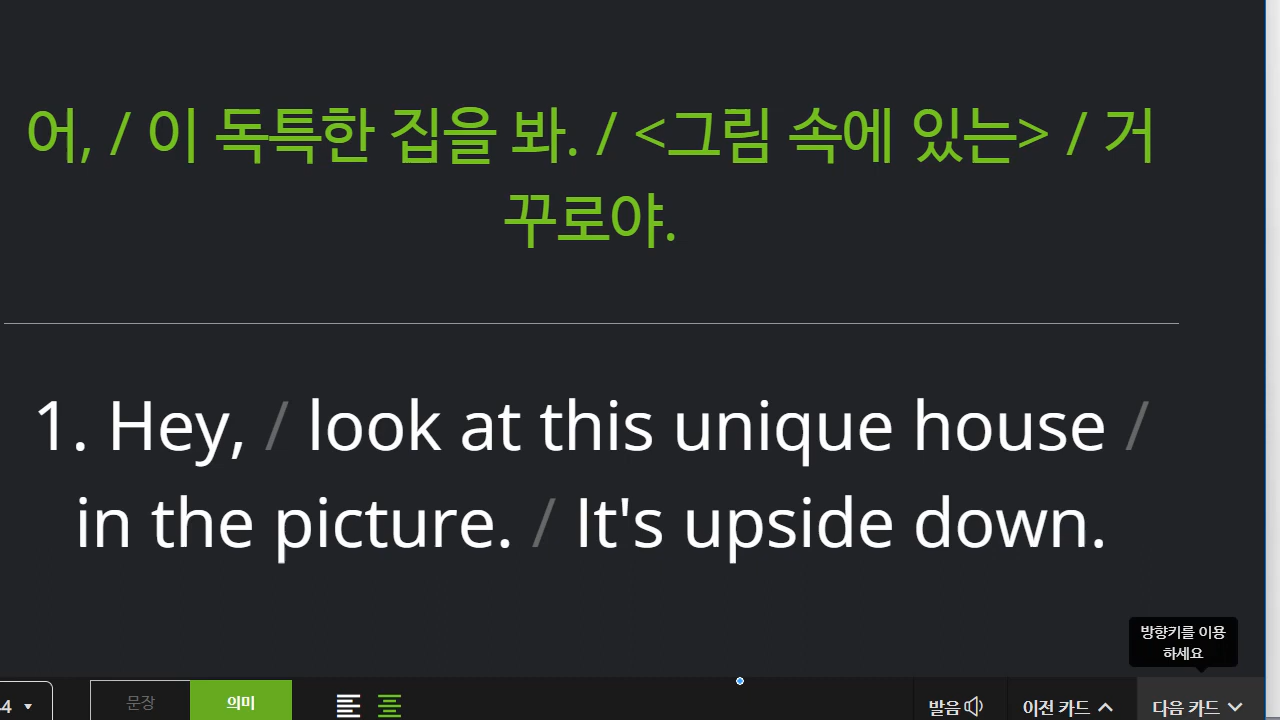 어, / 이 독특한 집을 봐. / <그림 속에 있는> / 거
꾸로야.
1. Hey, / look at this unique house /
in the picture. / It's upside down.
방향키를 이용
하세요
4 문장 의미 발음 이전 카드 다음 카드